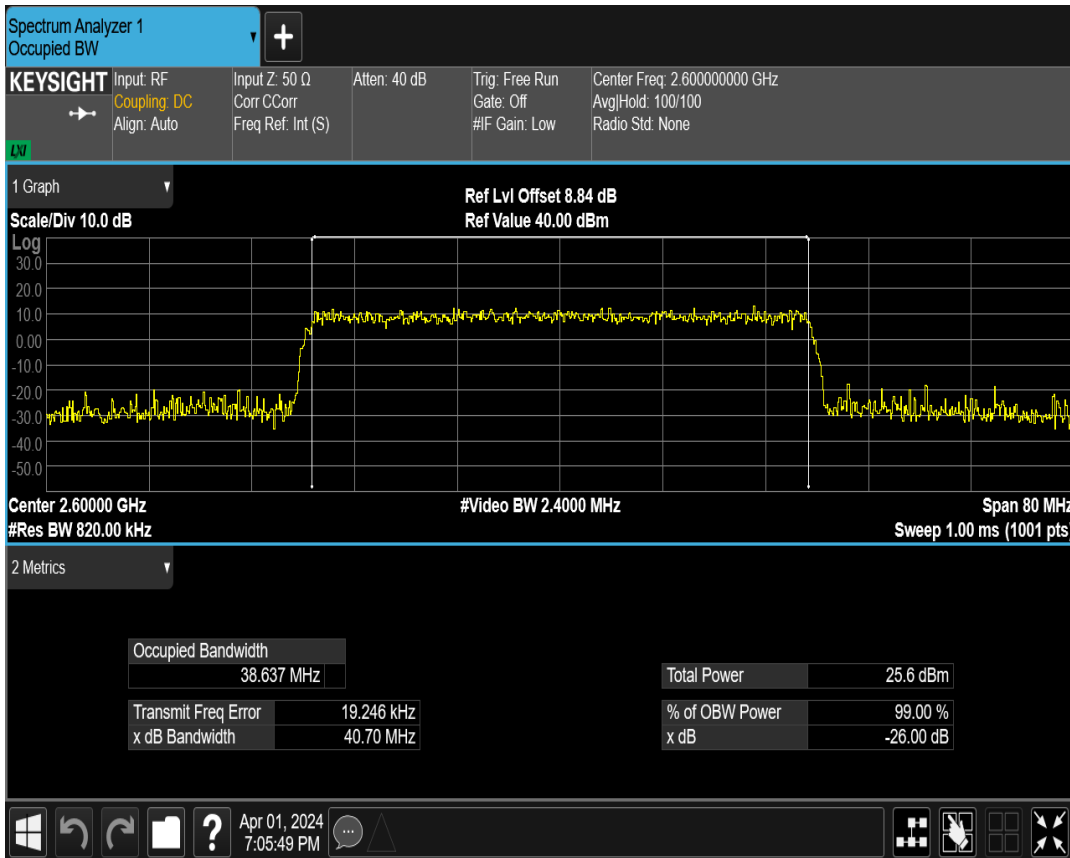 Spectrum Analyzer 1
Occupied BW
+
KEYSIGHT
LXI
Input: RF
Coupling: DC
Align: Auto
Input Z: 50 Ω
Corr CCorr
Freq Ref: Int (S)
Atten: 40 dB
Trig: Free Run
Gate: Off
#IF Gain: Low
Center Freq: 2.600000000 GHz
Avg|Hold: 100/100
Radio Std: None
1 Graph
Scale/Div 10.0 dB
Ref Lvl Offset 8.84 dB
Ref Value 40.00 dBm
Log
30.0
20.0
10.0
0.00
-10.0
-20.0
-30.0
-40.0
-50.0
Center 2.60000 GHz
#Res BW 820.00 kHz
#Video BW 2.4000 MHz
Span 80 MHz
Sweep 1.00 ms (1001 pts)
2 Metrics
Occupied Bandwidth
38.637 MHz
Transmit Freq Error 19.246 kHz
x dB Bandwidth 40.70 MHz
Total Power 25.6 dBm
% of OBW Power 99.00 %
x dB -26.00 dB
?
Apr 01, 2024
7:05:49 PM